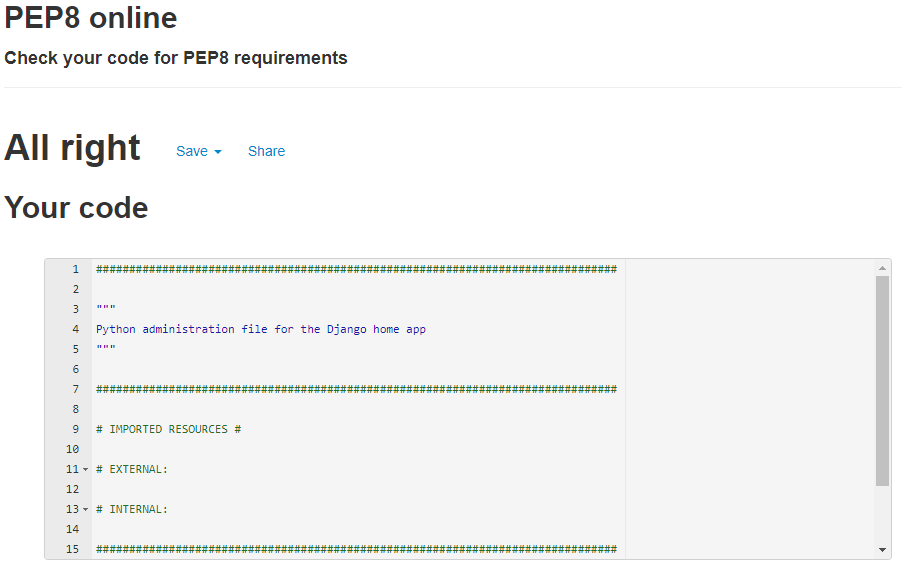 PEP8 online
Check your code for PEP8 requirements
All right Save Share
Your code
1 ###############################################################################
2
3 """
4 Python administration file for the Django home app
5 """
6
7 ###############################################################################
8
9 # IMPORTED RESOURCES #
10
11 # EXTERNAL:
12
13 # INTERNAL:
14
15 ###############################################################################